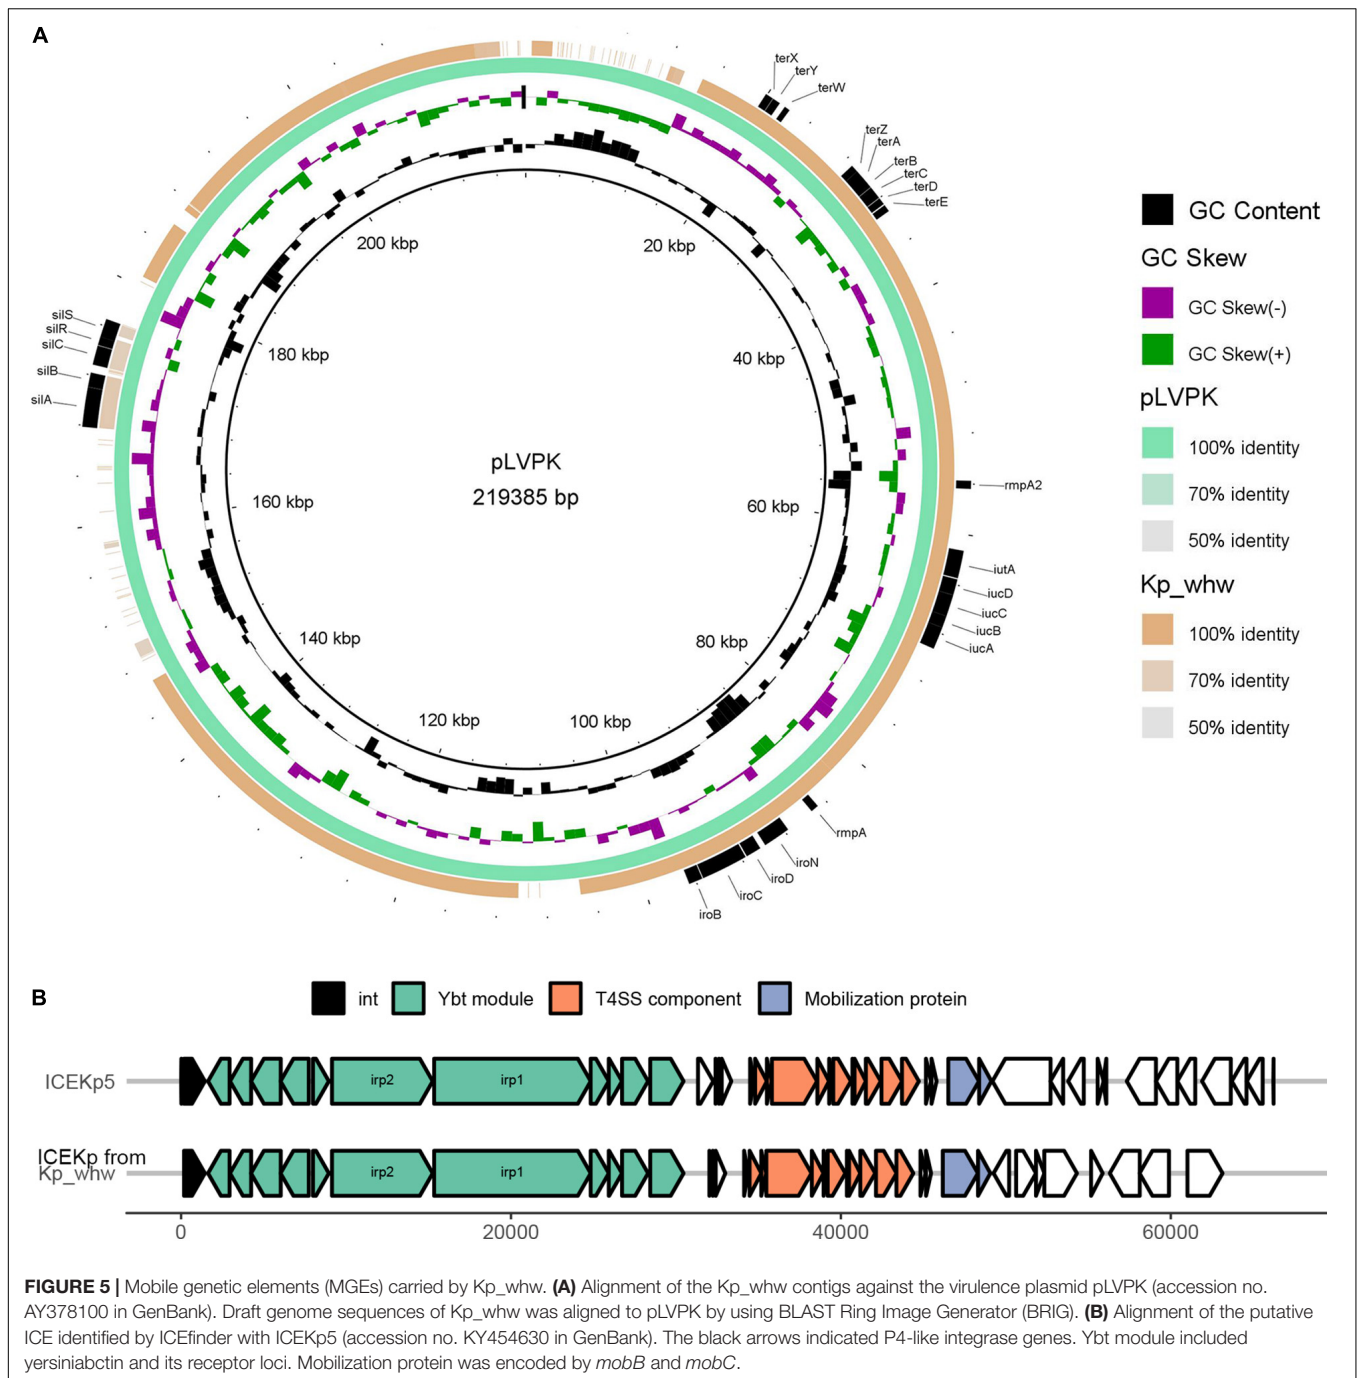 A
terX
terY
terW
terZ
terA
terB
terC
terD
terE
rmpA2
iutA
iucD
iucC
iucB
iucA
rmpA
iroN
iroD
iroC
iroB
silS
silR
silC
silB
silA
20 kbp
40 kbp
60 kbp
80 kbp
100 kbp
120 kbp
140 kbp
160 kbp
180 kbp
200 kbp
pLVPK
219385 bp
GC Content
GC Skew
GC Skew(-)
GC Skew(+)
pLVPK
100% identity
70% identity
50% identity
Kp_whw
100% identity
70% identity
50% identity
B
int Ybt module T4SS component Mobilization protein
ICEKp5 irp2 irp1
ICEKp from
Kp_whw irp2 irp1
0 20000 40000 60000
FIGURE 5 | Mobile genetic elements (MGEs) carried by Kp_whw. (A) Alignment of the Kp_whw contigs against the virulence plasmid pLVPK (accession no.
AY378100 in GenBank). Draft genome sequences of Kp_whw was aligned to pLVPK by using BLAST Ring Image Generator (BRIG). (B) Alignment of the putative
ICE identified by ICEfinder with ICEKp5 (accession no. KY454630 in GenBank). The black arrows indicated P4-like integrase genes. Ybt module included
yersiniabctin and its receptor loci. Mobilization protein was encoded by mobB and mobC.